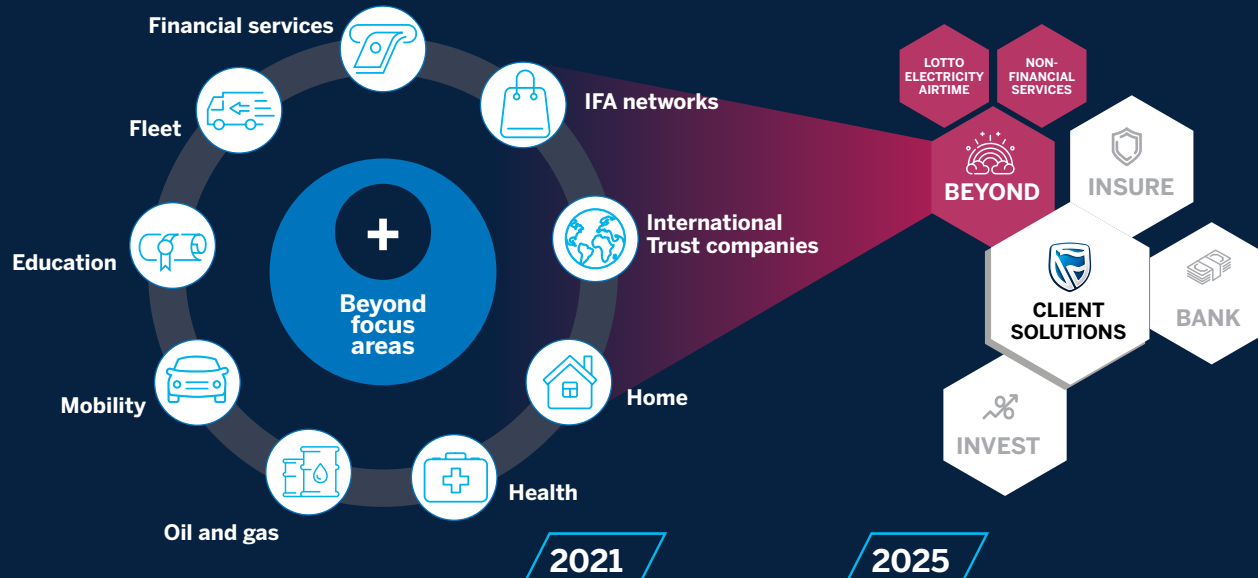 Financial services
IFA networks
International
Trust companies
Home
Health
Oil and gas
Mobility
Education
Fleet
+
Beyond
focus
areas
LOTTO
ELECTRICITY
AIRTIME
NON-
FINANCIAL
SERVICES
BEYOND
INSURE
CLIENT
SOLUTIONS
BANK
INVEST
2021
2025